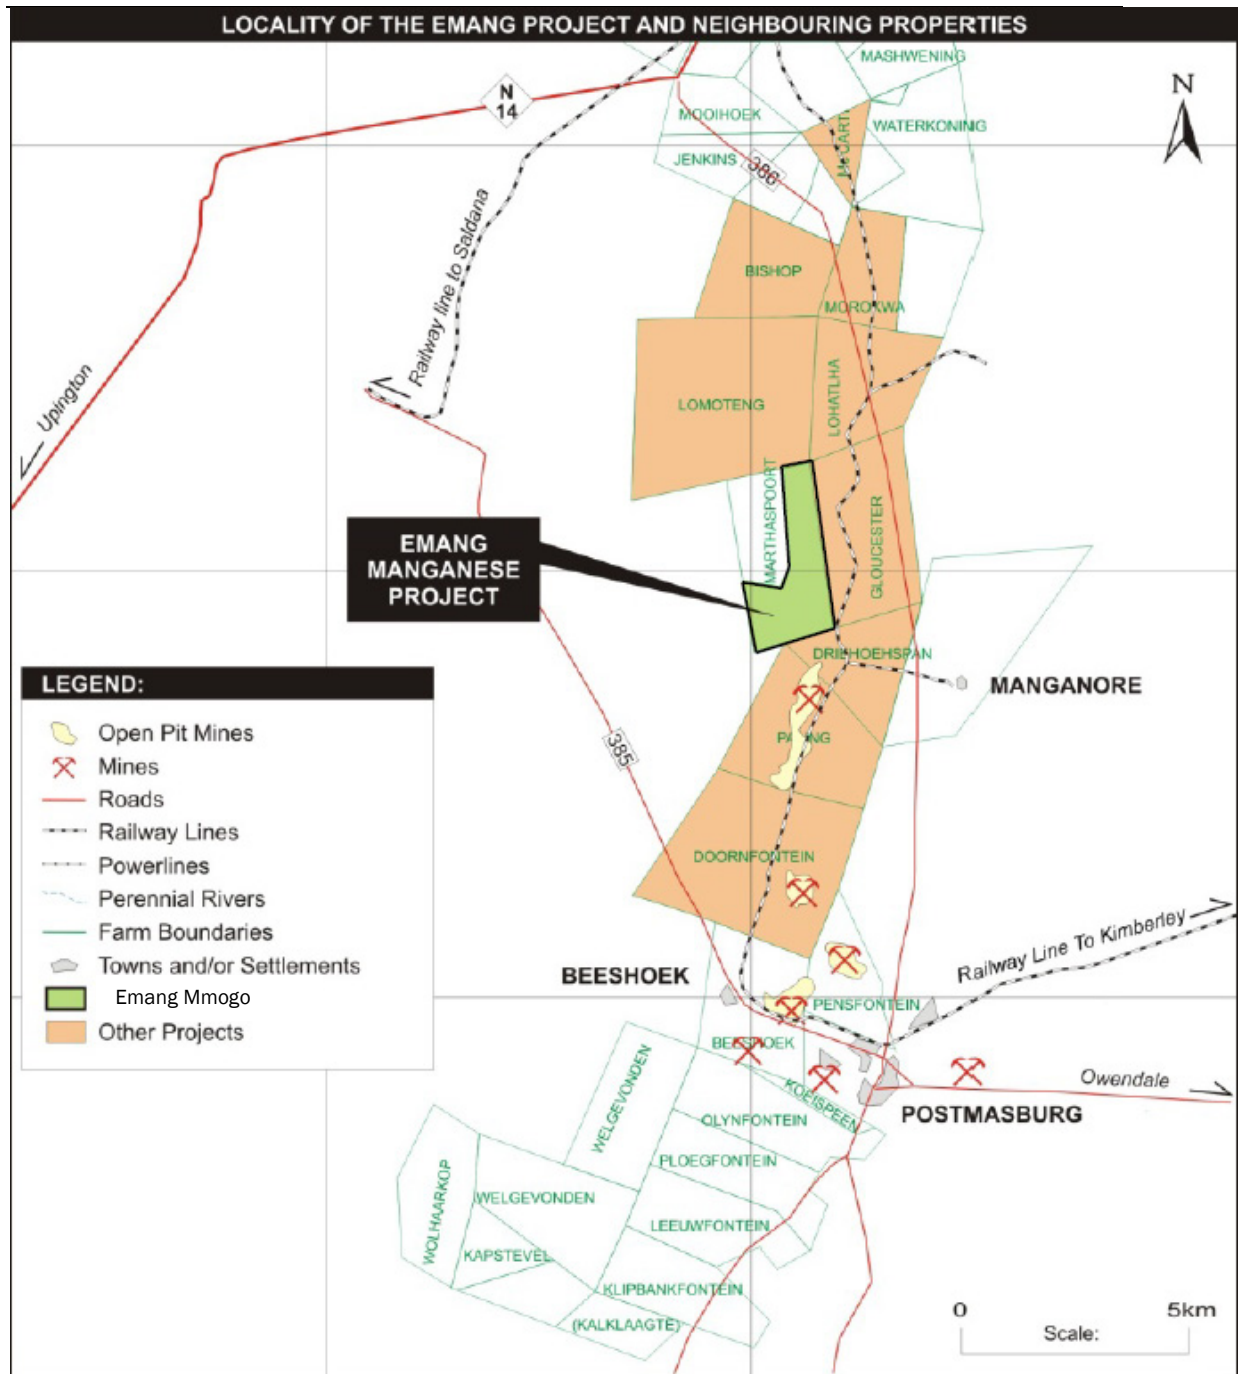 LOCALITY OF THE EMANG PROJECT AND NEIGHBOURING PROPERTIES
MASHWENING
N
14
N
MOOIHOEK
WATERKONING
McCARTI
JENKINS
386
Railway line to Saldana
BISHOP
MOROKWA
Upington
LOMOTENG
LOHATLHA
MARTHASPOORT
GLOUCESTER
EMANG
MANGANESE
PROJECT
DRIEHOEHSPAN
MANGANORE
LEGEND:
Open Pit Mines
Mines
Roads
Railway Lines
Powerlines
Perennial Rivers
Farm Boundaries
Towns and/or Settlements
Emang Mmogo
Other Projects
385
DOORNFONTEIN
Railway Line To Kimberley
BEESHOEK
PENSFONTEIN
BEESHOEK
Owendale
KOEISPEEN
POSTMASBURG
WELGEVONDEN
OLYNFONTEIN
PLOEGFONTEIN
WOLHAARKOP
WELGEVONDEN
LEEUWFONTEIN
KAPSTEVEL
KLIPBANKFONTEIN
(KALKLAAGTE)
0 5km
Scale: